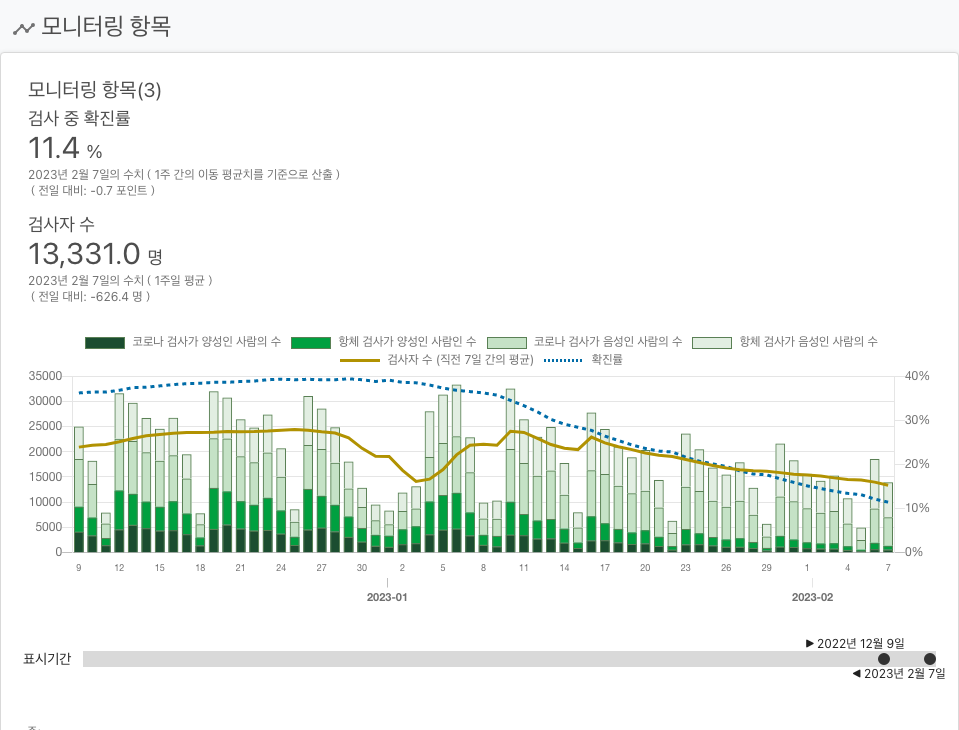 모니터링 항목
모니터링 항목(3)
검사 중 확진률
11.4 %
2023년 2월 7일의 수치 ( 1주 간의 이동 평균치를 기준으로 산출 )
( 전일 대비: -0.7 포인트 )
검사자 수
13,331.0 명
2023년 2월 7일의 수치 ( 1주일 평균 )
( 전일 대비: -626.4 명 )
코로나 검사가 양성인 사람의 수 항체 검사가 양성인 사람인 수 코로나 검사가 음성인 사람의 수 항체 검사가 음성인 사람의 수
검사자 수 (직전 7일 간의 평균) 확진률
35000 40%
30000
25000 30%
20000
15000 20%
10000 10%
5000
0 0%
9 12 15 18 21 24 27 30 2 5 8 11 14 17 20 23 26 29 1 4 7
2023-01 2023-02
▶ 2022년 12월 9일
표시기간
◀ 2023년 2월 7일